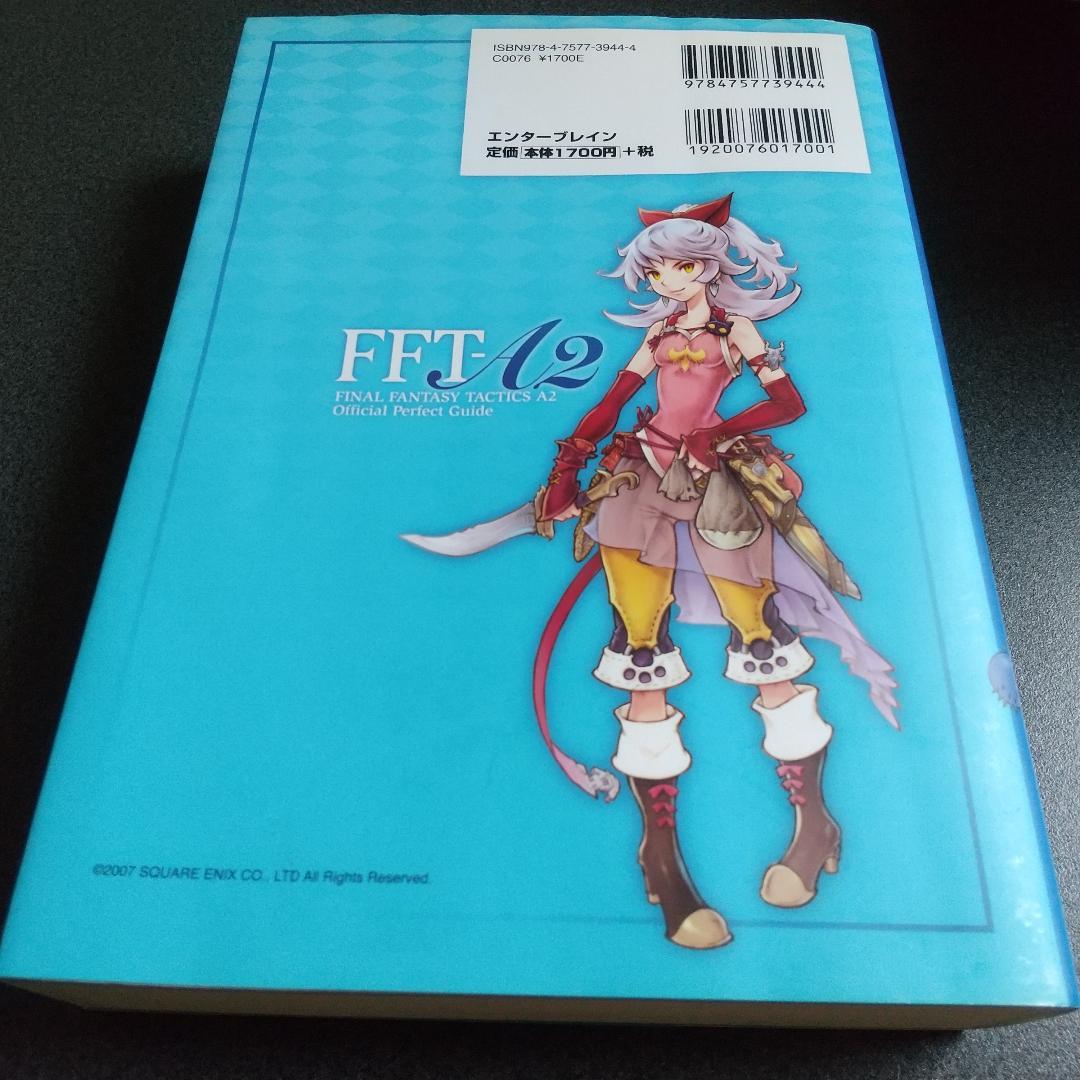 ISBN978-4-7577-3944-4
C0076 ¥1700E
9784757739444
エンターブレイン
定価[本体1700円]+税
1920076017001
FFT-A2
FINAL FANTASY TACTICS A2
Official Perfect Guide
©2007 SQUARE ENIX CO., LTD All Rights Reserved.